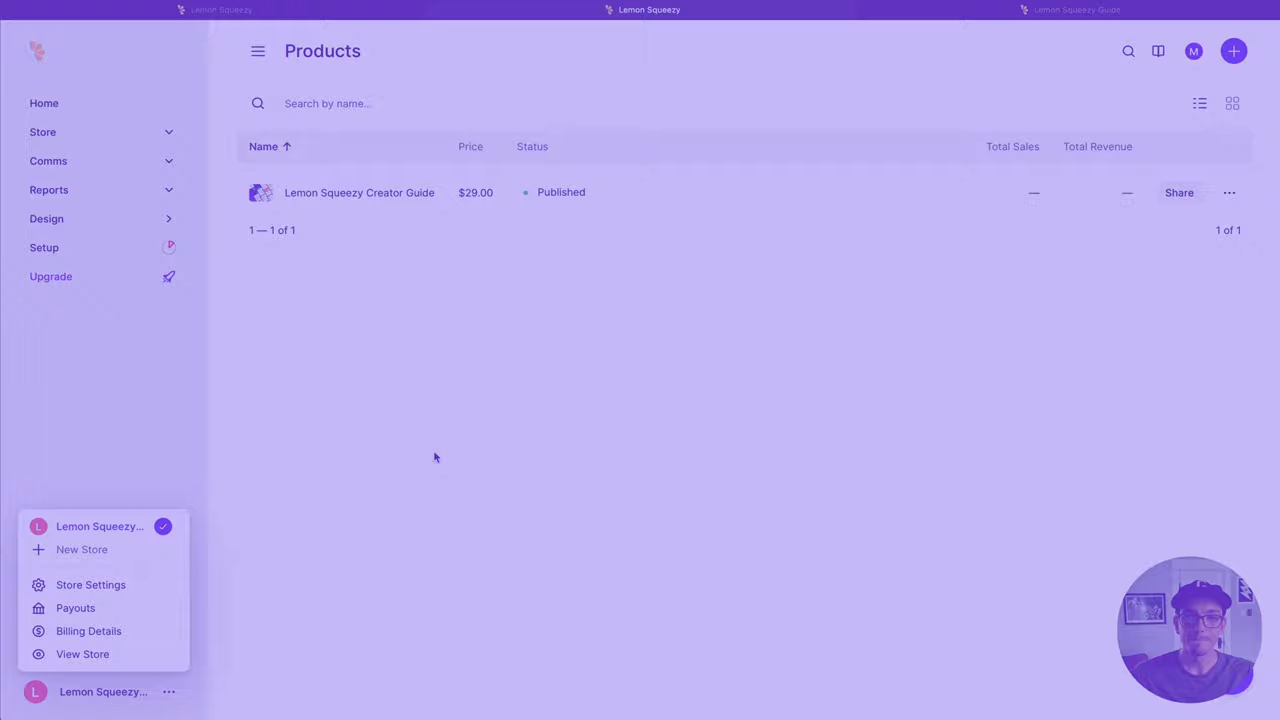 Lemon Squeezy
Lemon Squeezy
Lemon Squeezy Guide
Products
M
Home
Store
Comms
Reports
Design
Setup
Upgrade
Search by name...
Name
Price
Status
Total Sales
Total Revenue
Lemon Squeezy Creator Guide
$29.00
Published
—
—
Share
1 — 1 of 1
1 of 1
L
Lemon Squeezy...
New Store
Store Settings
Payouts
Billing Details
View Store
L
Lemon Squeezy...